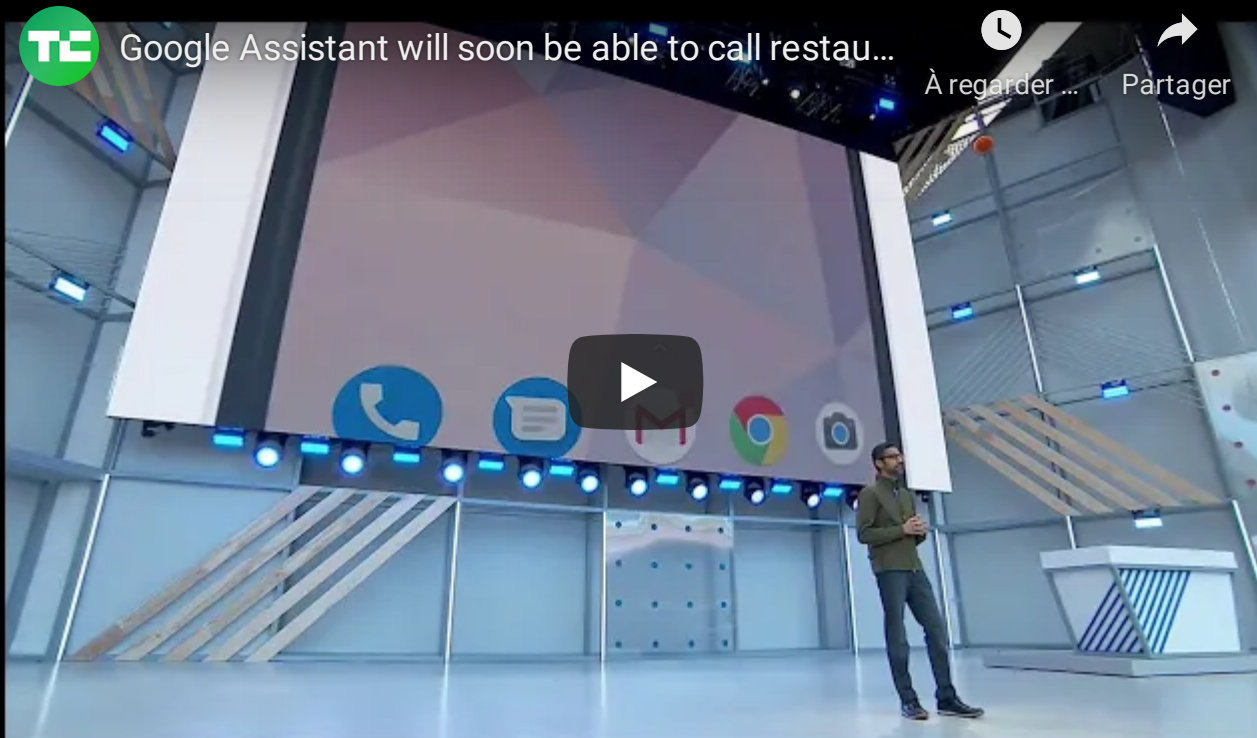 TC
Google Assistant will soon be able to call restau…
À regarder …
Partager